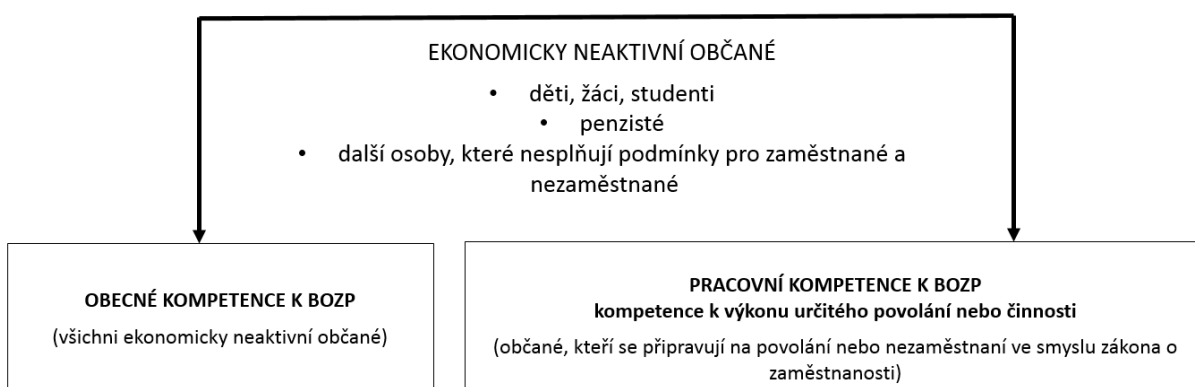 EKONOMICKY NEAKTIVNÍ OBČANÉ
• děti, žáci, studenti
• penzisté
• další osoby, které nesplňují podmínky pro zaměstnané a
nezaměstnané
OBECNÉ KOMPETENCE K BOZP
(všichni ekonomicky neaktivní občané)
PRACOVNÍ KOMPETENCE K BOZP
kompetence k výkonu určitého povolání nebo činnosti
(občané, kteří se připravují na povolání nebo nezaměstnaní ve smyslu zákona o
zaměstnanosti)